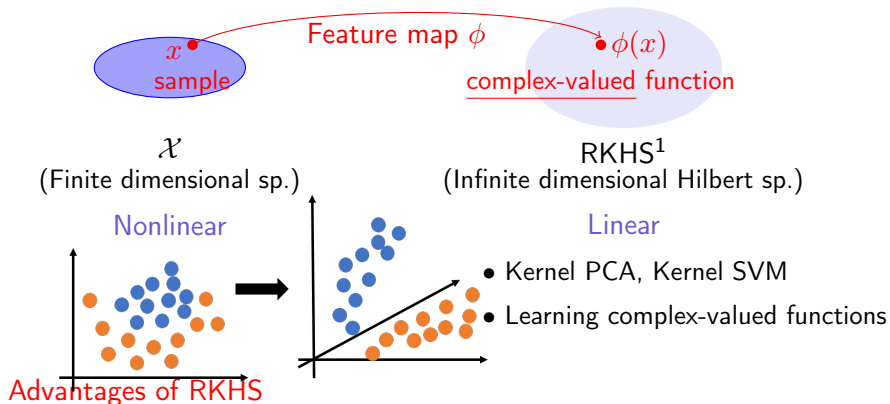 Feature map ϕ
x
sample
ϕ(x)
complex-valued function
𝒳
(Finite dimensional sp.)
RKHS¹
(Infinite dimensional Hilbert sp.)
Nonlinear
Linear
• Kernel PCA, Kernel SVM
• Learning complex-valued functions
Advantages of RKHS